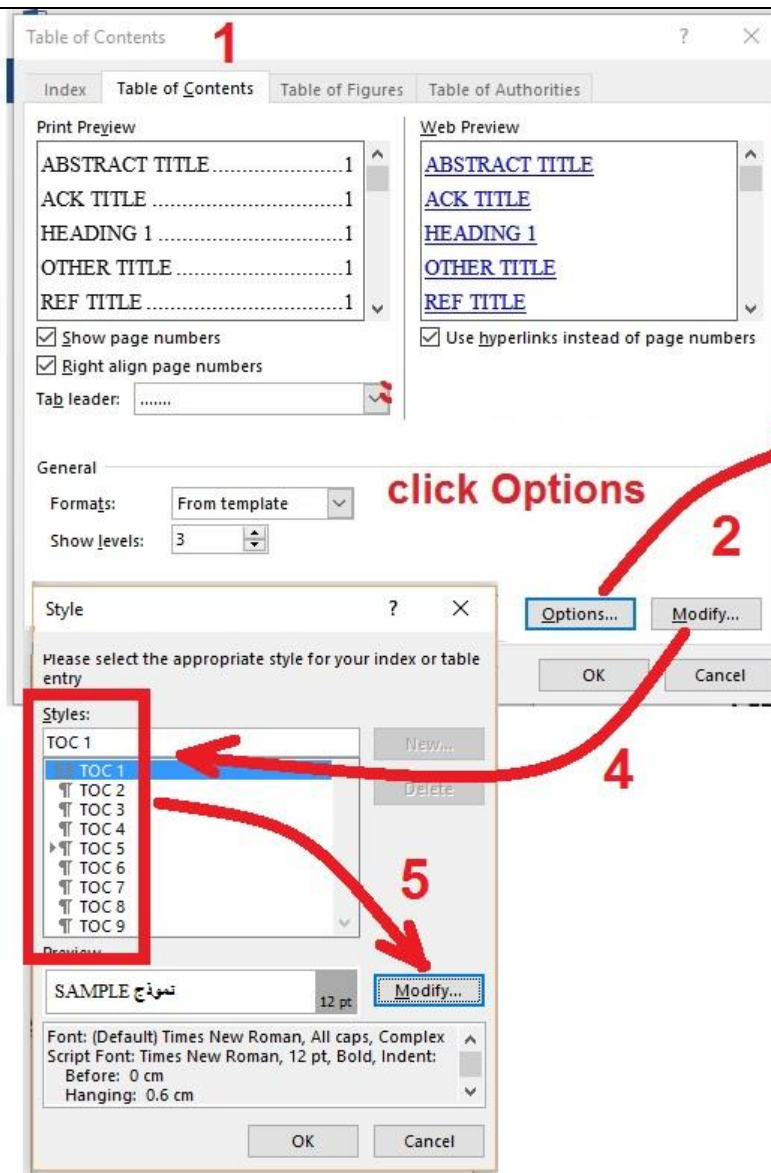 Table of Contents
1
?
Index
Table of Contents
Table of Figures
Table of Authorities
Print Preview
ABSTRACT TITLE.......................1
ACK TITLE.................................1
HEADING 1................................1
OTHER TITLE.............................1
REF TITLE..................................1
Show page numbers
Right align page numbers
Tab leader: .......
Web Preview
ABSTRACT TITLE
ACK TITLE
HEADING 1
OTHER TITLE
REF TITLE
Use hyperlinks instead of page numbers
General
Formats: From template
Show levels: 3
click Options
2
Options...
Modify...
OK
Cancel
4
Style
?
Please select the appropriate style for your index or table
entry
Styles:
TOC 1
New...
Delete
¶ TOC 1
¶ TOC 2
¶ TOC 3
¶ TOC 4
¶ TOC 5
¶ TOC 6
¶ TOC 7
¶ TOC 8
¶ TOC 9
5
Preview
SAMPLE نموذج
12 pt
Modify...
Font: (Default) Times New Roman, All caps, Complex
Script Font: Times New Roman, 12 pt, Bold, Indent:
Before: 0 cm
Hanging: 0.6 cm
OK
Cancel